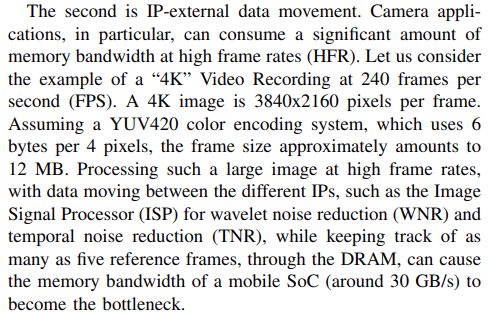 The second is IP-external data movement. Camera appli-
cations, in particular, can consume a significant amount of
memory bandwidth at high frame rates (HFR). Let us consider
the example of a “4K” Video Recording at 240 frames per
second (FPS). A 4K image is 3840x2160 pixels per frame.
Assuming a YUV420 color encoding system, which uses 6
bytes per 4 pixels, the frame size approximately amounts to
12 MB. Processing such a large image at high frame rates,
with data moving between the different IPs, such as the Image
Signal Processor (ISP) for wavelet noise reduction (WNR) and
temporal noise reduction (TNR), while keeping track of as
many as five reference frames, through the DRAM, can cause
the memory bandwidth of a mobile SoC (around 30 GB/s) to
become the bottleneck.